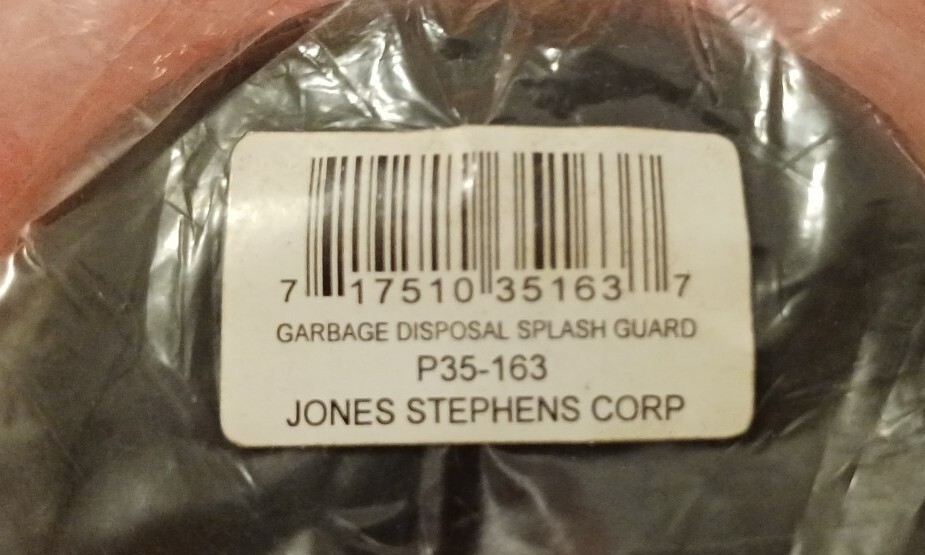 7 17510 35163 7
GARBAGE DISPOSAL SPLASH GUARD
P35-163
JONES STEPHENS CORP